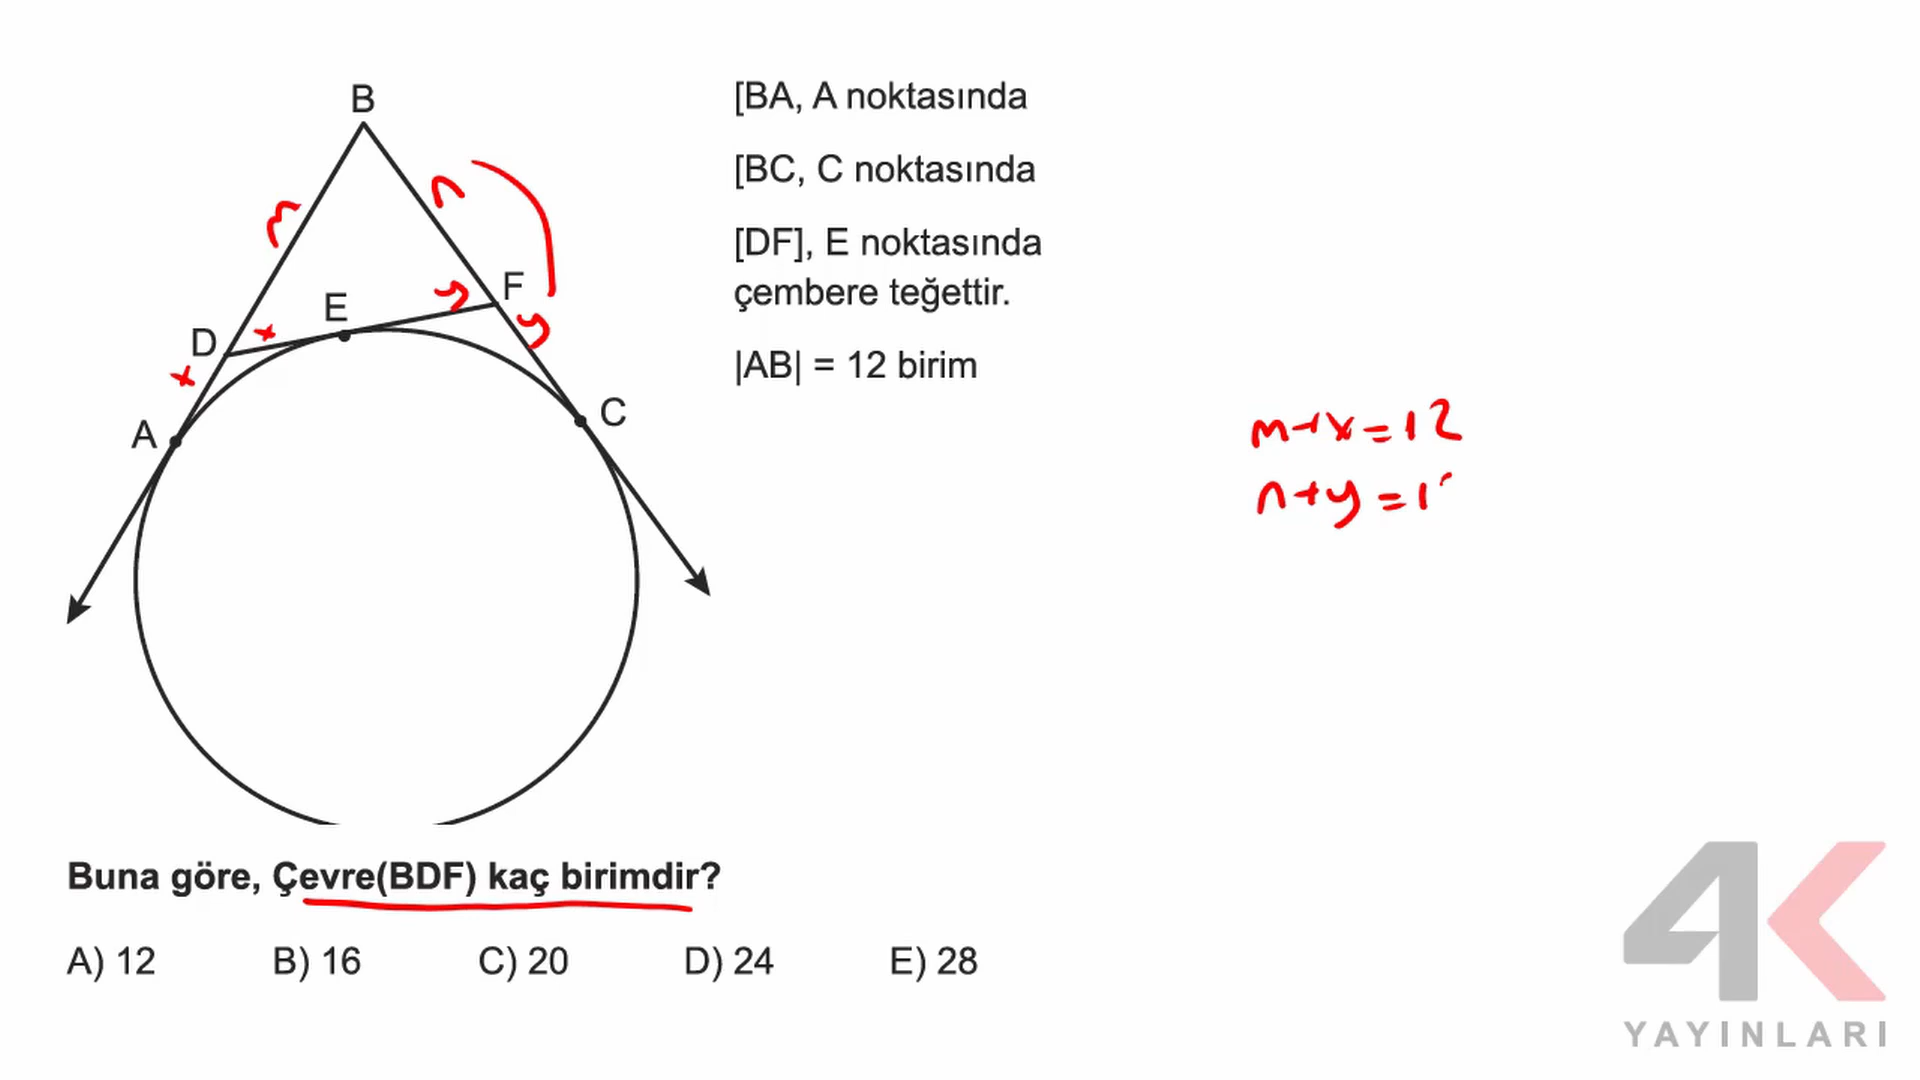 B
[BA, A noktasında
[BC, C noktasında
[DF], E noktasında
çembere teğettir.
|AB| = 12 birim
m
n
F
E
y
y
D
x
x
A
C
m+x=12
n+y=1
Buna göre, Çevre(BDF) kaç birimdir?
A) 12 B) 16 C) 20 D) 24 E) 28
4K
YAYINLARI